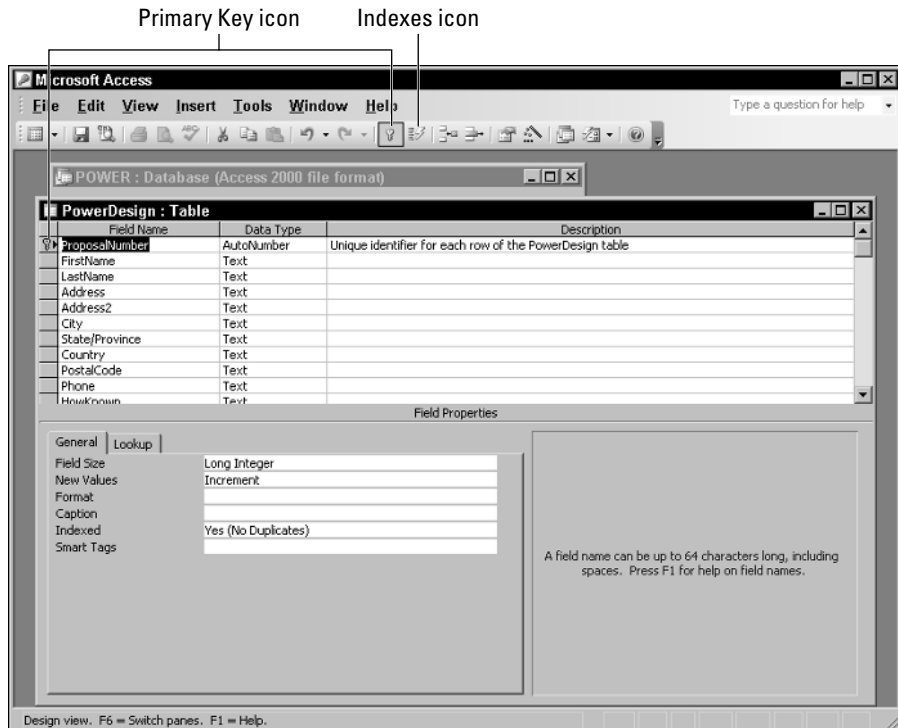 Primary Key icon Indexes icon
Microsoft Access
File Edit View Insert Tools Window Help Type a question for help
POWER : Database (Access 2000 file format)
PowerDesign : Table
Field Name Data Type Description
ProposalNumber AutoNumber Unique identifier for each row of the PowerDesign table
FirstName Text
LastName Text
Address Text
Address2 Text
City Text
State/Province Text
Country Text
PostalCode Text
Phone Text
HowKnown Text
Field Properties
General Lookup
Field Size Long Integer
New Values Increment
Format
Caption
Indexed Yes (No Duplicates)
Smart Tags
A field name can be up to 64 characters long, including
spaces. Press F1 for help on field names.
Design view. F6 = Switch panes. F1 = Help.